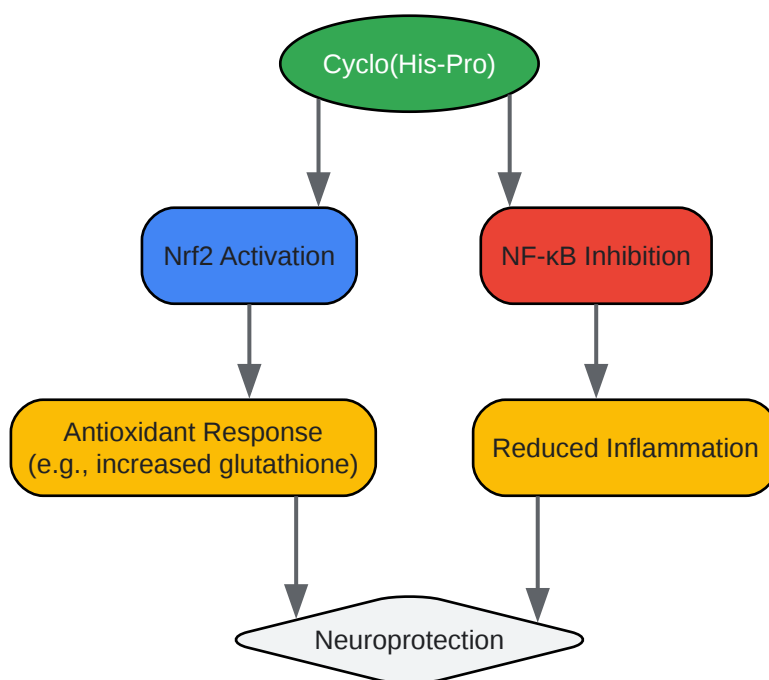 Cyclo(His-Pro)
Nrf2 Activation
NF-κB Inhibition
Antioxidant Response
(e.g., increased glutathione)
Reduced Inflammation
Neuroprotection